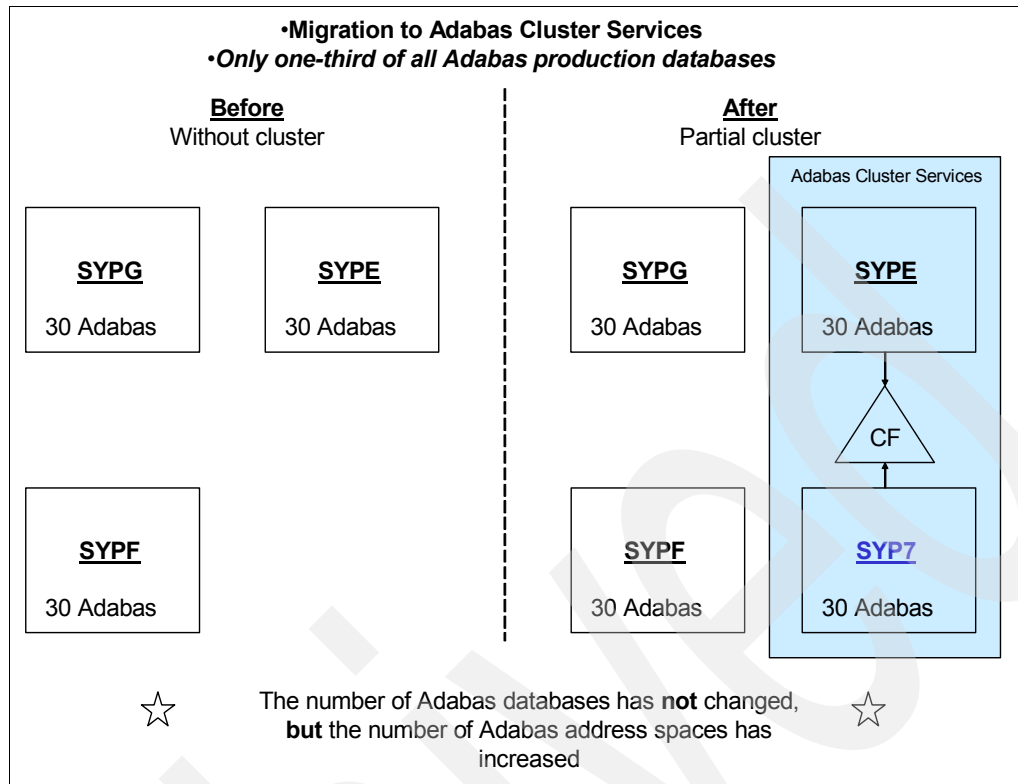 •Migration to Adabas Cluster Services
•Only one-third of all Adabas production databases
Before
Without cluster
SYPG
30 Adabas
SYPE
30 Adabas
SYPF
30 Adabas
After
Partial cluster
Adabas Cluster Services
SYPG
30 Adabas
SYPE
30 Adabas
CF
SYPF
30 Adabas
SYP7
30 Adabas
The number of Adabas databases has not changed,
but the number of Adabas address spaces has
increased